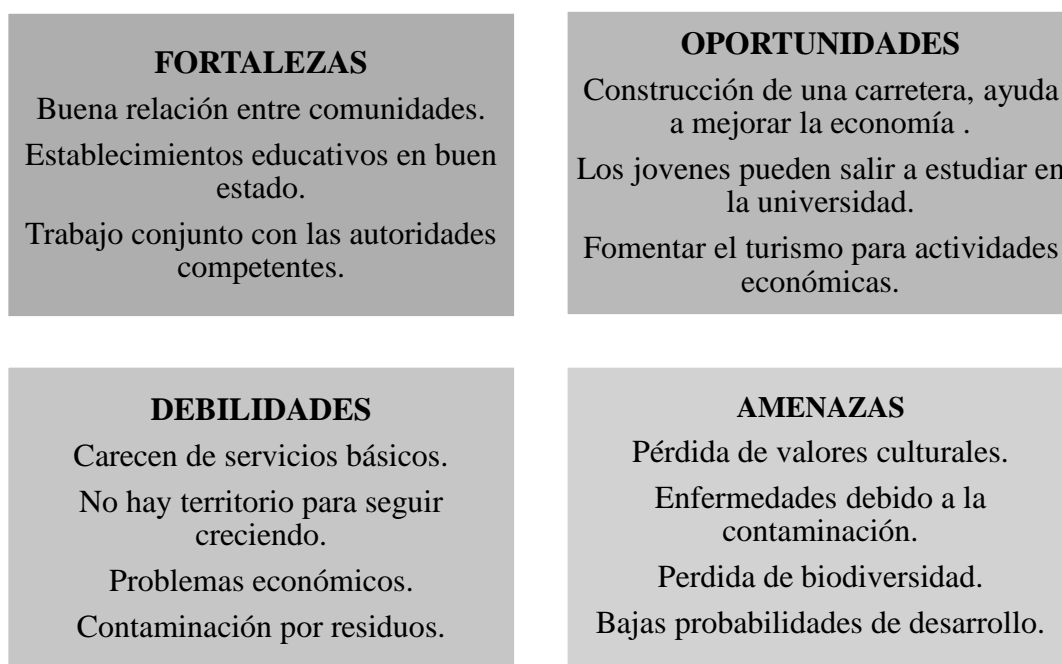 FORTALEZAS
Buena relación entre comunidades.
Establecimientos educativos en buen
estado.
Trabajo conjunto con las autoridades
competentes.
OPORTUNIDADES
Construcción de una carretera, ayuda
a mejorar la economía .
Los jovenes pueden salir a estudiar en
la universidad.
Fomentar el turismo para actividades
económicas.
DEBILIDADES
Carecen de servicios básicos.
No hay territorio para seguir
creciendo.
Problemas económicos.
Contaminación por residuos.
AMENAZAS
Pérdida de valores culturales.
Enfermedades debido a la
contaminación.
Perdida de biodiversidad.
Bajas probabilidades de desarrollo.